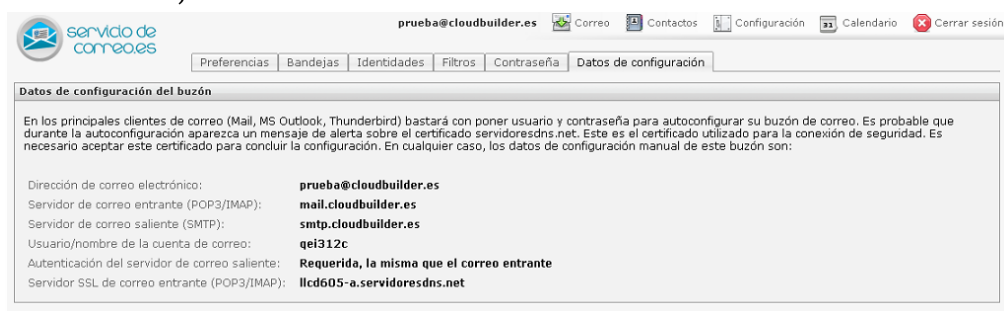 servicio de
correo.es
prueba@cloudbuilder.es Correo Contactos Configuración 31 Calendario Cerrar sesión
Preferencias Bandejas Identidades Filtros Contraseña Datos de configuración
Datos de configuración del buzón
En los principales clientes de correo (Mail, MS Outlook, Thunderbird) bastará con poner usuario y contraseña para autoconfigurar su buzón de correo. Es probable que
durante la autoconfiguración aparezca un mensaje de alerta sobre el certificado servidoresdns.net. Este es el certificado utilizado para la conexión de seguridad. Es
necesario aceptar este certificado para concluir la configuración. En cualquier caso, los datos de configuración manual de este buzón son:
Dirección de correo electrónico: prueba@cloudbuilder.es
Servidor de correo entrante (POP3/IMAP): mail.cloudbuilder.es
Servidor de correo saliente (SMTP): smtp.cloudbuilder.es
Usuario/nombre de la cuenta de correo: qei312c
Autenticación del servidor de correo saliente: Requerida, la misma que el correo entrante
Servidor SSL de correo entrante (POP3/IMAP): llcd605-a.servidoresdns.net